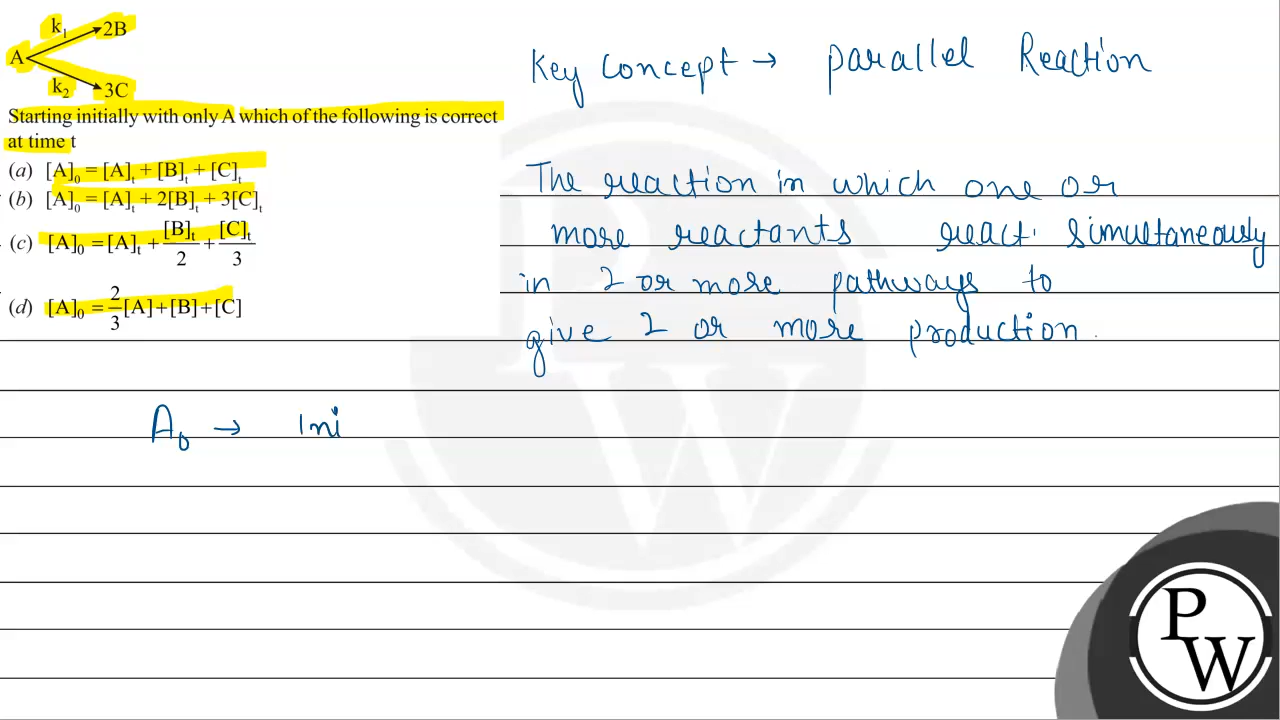 k₁
2B
A
k₂
3C
Starting initially with only A which of the following is correct
at time t
(a) [A]₀ = [A]ₜ + [B]ₜ + [C]ₜ
(b) [A]₀ = [A]ₜ + 2[B]ₜ + 3[C]ₜ
(c) [A]₀ = [A]ₜ + [B]ₜ/2 + [C]ₜ/3
(d) [A]₀ = 2/3[A]+[B]+[C]
Key concept → parallel Reaction
The reaction in which one or
more reactants react simultaneously
in 2 or more pathways to
give 2 or more production.
A₀ → Ini
P
W
P
W